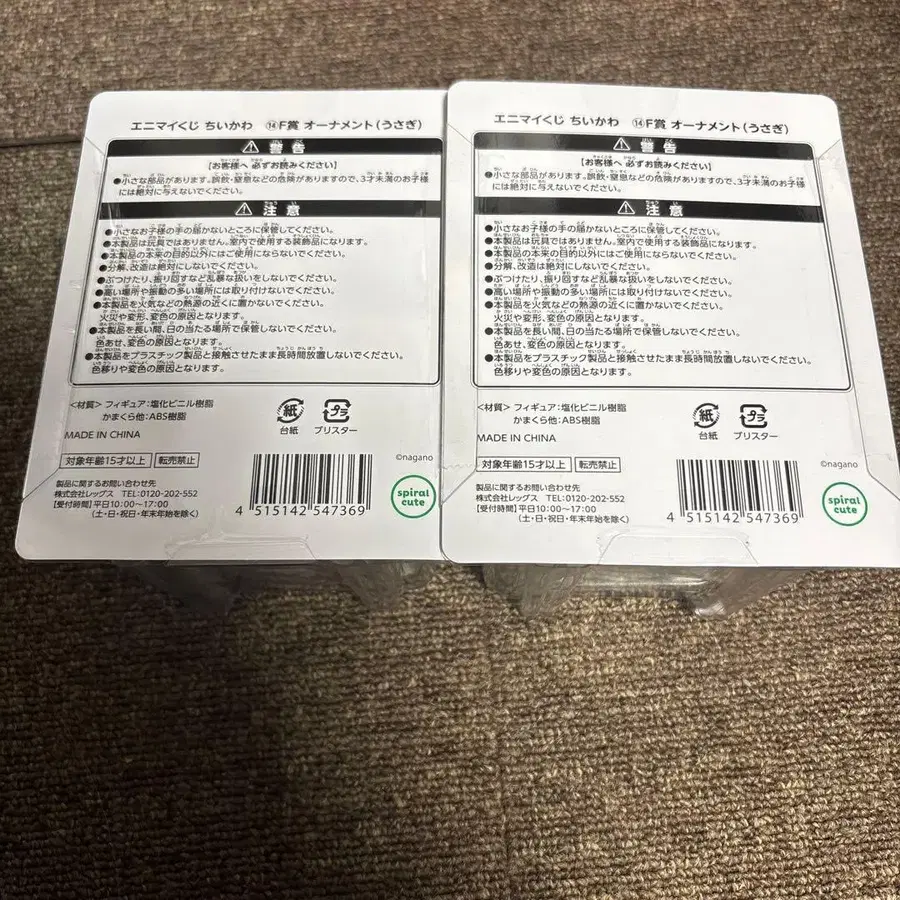 エニマイくじ ちいかわ ⑭F賞 オーナメント(うさぎ)
⚠ 警告
【お客様へ 必ずお読みください】
●小さな部品があります。誤飲・窒息などの危険がありますので、3才未満のお子様
には絶対に与えないでください。
⚠ 注意
●小さなお子様の手の届かないところに保管してください。
●本製品は玩具ではありません。室内で使用する装飾品になります。
●本製品の本来の目的以外にはご使用にならないでください。
●分解、改造は絶対にしないでください。
●ぶつけたり、振り回すなど乱暴な扱いをしないでください。
●高い場所や振動の多い場所には取り付けないでください。
●本製品を火気などの熱源の近くに置かないでください。
火災や変形、変色の原因となります。
●本製品を長い間、日の当たる場所で保管しないでください。
色あせ、変色の原因となります。
●本製品をプラスチック製品と接触させたまま長時間放置しないでください。
色移りや変色の原因となります。
<材質> フィギュア:塩化ビニル樹脂
かまくら他:ABS樹脂
MADE IN CHINA
紙
台紙
プラ
ブリスター
対象年齢15才以上 転売禁止
©nagano
製品に関するお問い合わせ先
株式会社レッグス TEL:0120-202-552
【受付時間】平日10:00～17:00
(土・日・祝日・年末年始を除く)
4 515142 547369
spiral
cute
エニマイくじ ちいかわ ⑭F賞 オーナメント(うさぎ)
⚠ 警告
【お客様へ 必ずお読みください】
●小さな部品があります。誤飲・窒息などの危険がありますので、3才未満のお子様
には絶対に与えないでください。
⚠ 注意
●小さなお子様の手の届かないところに保管してください。
●本製品は玩具ではありません。室内で使用する装飾品になります。
●本製品の本来の目的以外にはご使用にならないでください。
●分解、改造は絶対にしないでください。
●ぶつけたり、振り回すなど乱暴な扱いをしないでください。
●高い場所や振動の多い場所には取り付けないでください。
●本製品を火気などの熱源の近くに置かないでください。
火災や変形、変色の原因となります。
●本製品を長い間、日の当たる場所で保管しないでください。
色あせ、変色の原因となります。
●本製品をプラスチック製品と接触させたまま長時間放置しないでください。
色移りや変色の原因となります。
<材質> フィギュア:塩化ビニル樹脂
かまくら他:ABS樹脂
MADE IN CHINA
紙
台紙
プラ
ブリスター
対象年齢15才以上 転売禁止
©nagano
製品に関するお問い合わせ先
株式会社レッグス TEL:0120-202-552
【受付時間】平日10:00～17:00
(土・日・祝日・年末年始を除く)
4 515142 547369
spiral
cute